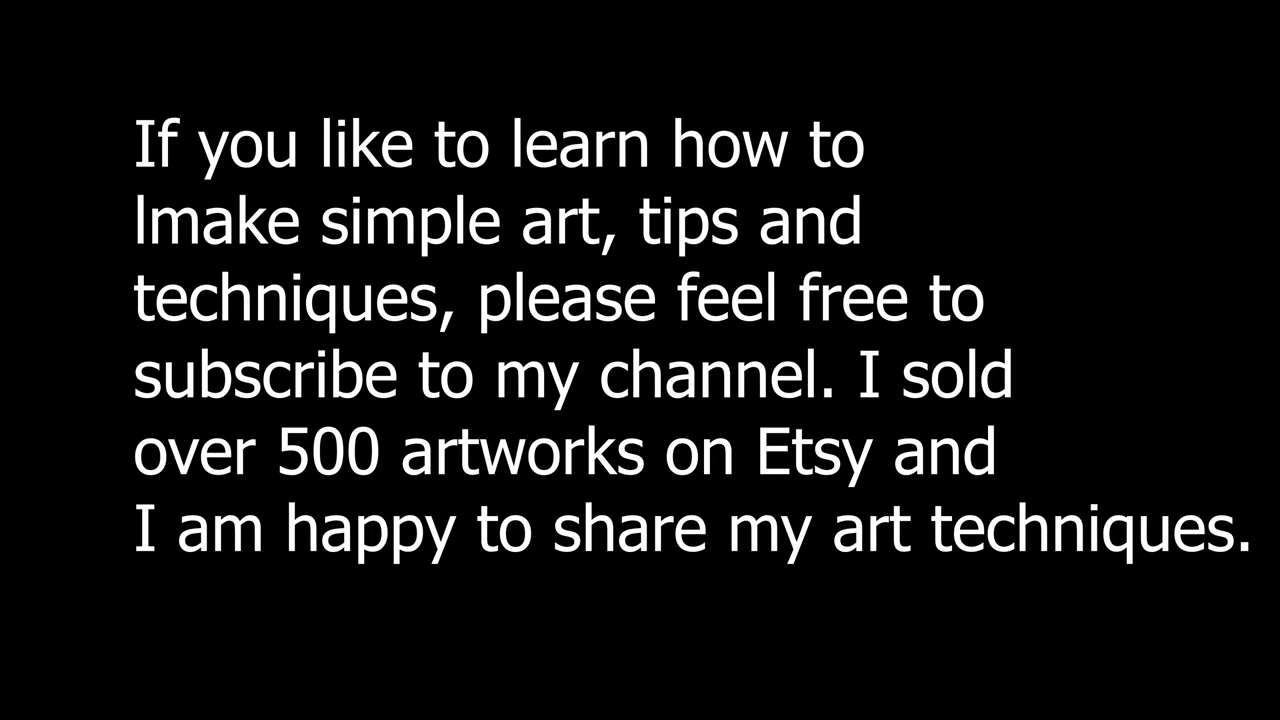 If you like to learn how to
lmake simple art, tips and
techniques, please feel free to
subscribe to my channel. I sold
over 500 artworks on Etsy and
I am happy to share my art techniques.